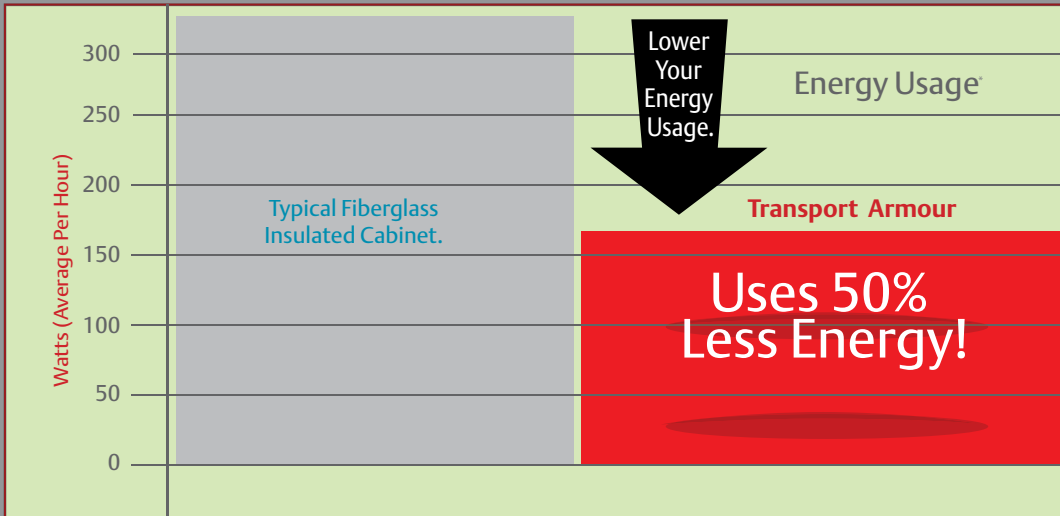 300
250
200
150
100
50
0
Watts (Average Per Hour)
Typical Fiberglass
Insulated Cabinet.
Lower
Your
Energy
Usage.
Energy Usage
Transport Armour
Uses 50%
Less Energy!